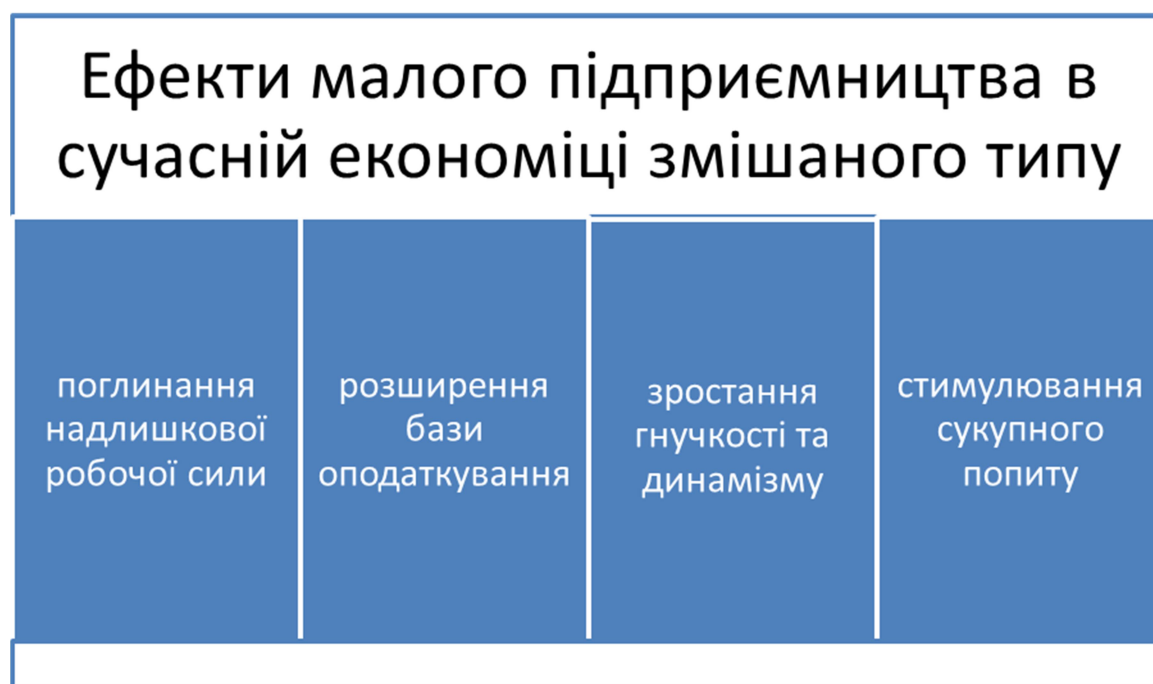 Ефекти малого підприємництва в
сучасній економіці змішаного типу
поглинання
надлишкової
робочої сили
розширення
бази
оподаткування
зростання
гнучкості та
динамізму
стимулювання
сукупного
попиту